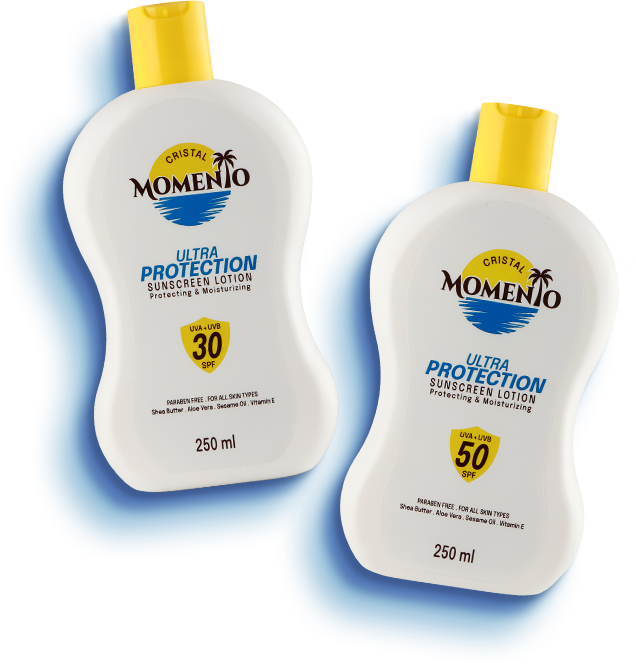 CRISTAL
MOMENTO
ULTRA
PROTECTION
SUNSCREEN LOTION
Protecting & Moisturizing
UVA + UVB
30
SPF
PARABEN FREE . FOR ALL SKIN TYPES
Shea Butter . Aloe Vera . Sesame Oil . Vitamin E
250 ml
CRISTAL
MOMENTO
ULTRA
PROTECTION
SUNSCREEN LOTION
Protecting & Moisturizing
UVA + UVB
50
SPF
PARABEN FREE . FOR ALL SKIN TYPES
Shea Butter . Aloe Vera . Sesame Oil . Vitamin E
250 ml